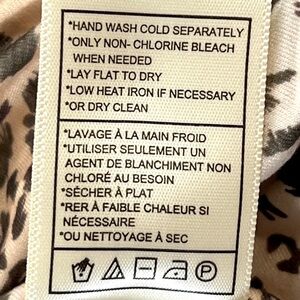 *HAND WASH COLD SEPARATELY
*ONLY NON- CHLORINE BLEACH
WHEN NEEDED
*LAY FLAT TO DRY
*LOW HEAT IRON IF NECESSARY
*OR DRY CLEAN
*LAVAGE À LA MAIN FROID
*UTILISER SEULEMENT UN
AGENT DE BLANCHIMENT NON
CHLORÉ AU BESOIN
*SÉCHER À PLAT
*RER À FAIBLE CHALEUR SI
NÉCESSAIRE
*OU NETTOYAGE À SEC
P